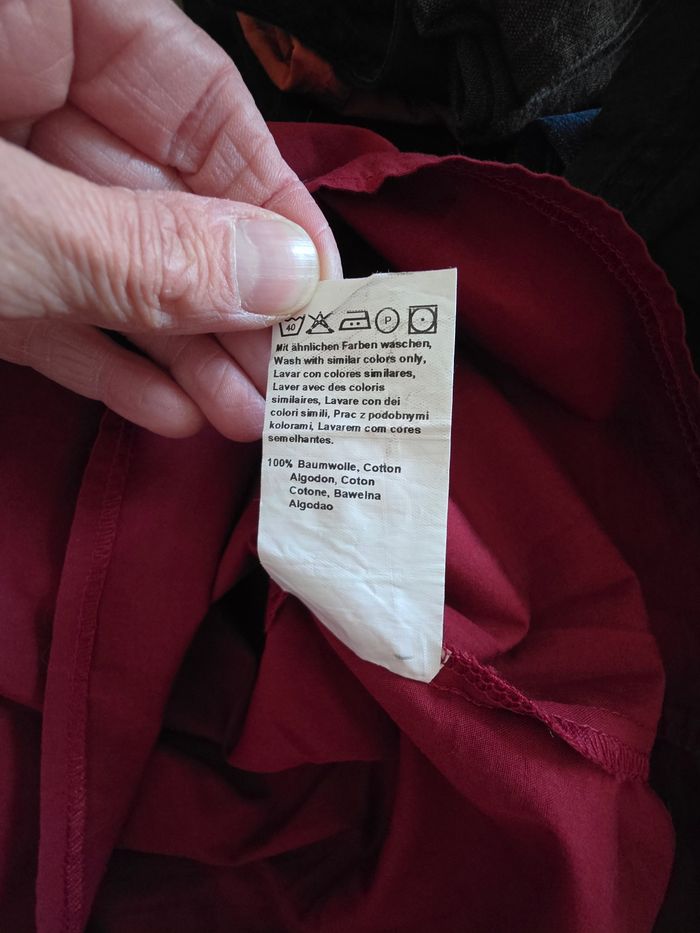 40 P
Mit ähnlichen Farben waschen,
Wash with similar colors only,
Lavar con colores similares,
Laver avec des coloris
similaires, Lavare con dei
colori simili, Prac z podobnymi
kolorami, Lavarem com cores
semelhantes.
100% Baumwolle, Cotton
Algodon, Coton
Cotone, Bawelna
Algodao